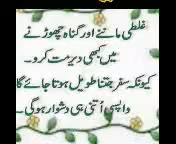 غلطی ماننے اور گناہ چھوڑنے
میں کبھی دیر مت کرو۔
کیونکہ سفر جتنا طویل ہوتا جائے گا
واپسی اُتنی ہی دشوار ہوگی۔